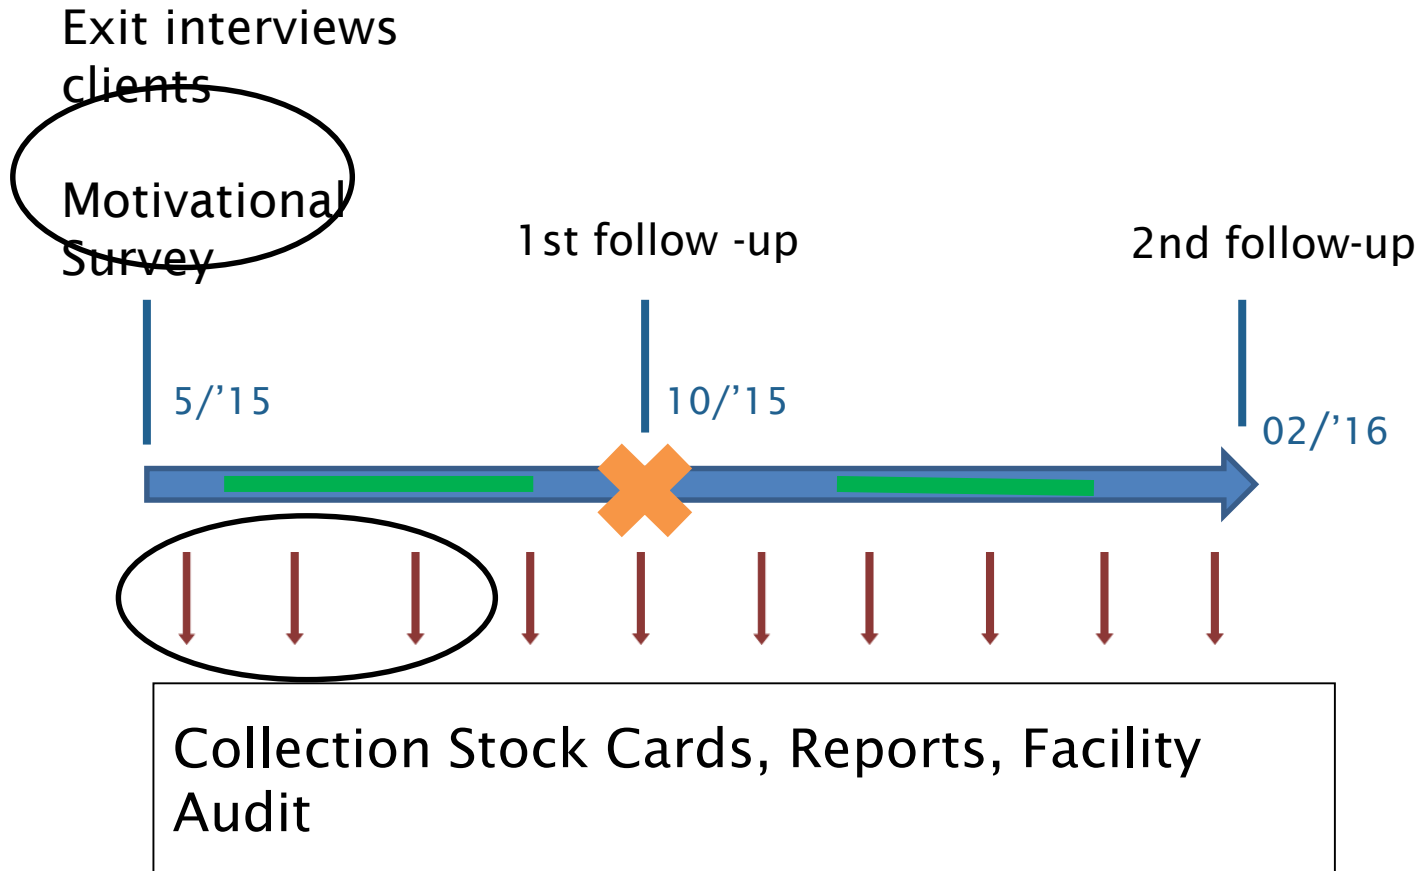 Exit interviews
clients
Motivational
Survey
1st follow -up
2nd follow-up
5/’15
10/’15
02/’16
Collection Stock Cards, Reports, Facility
Audit